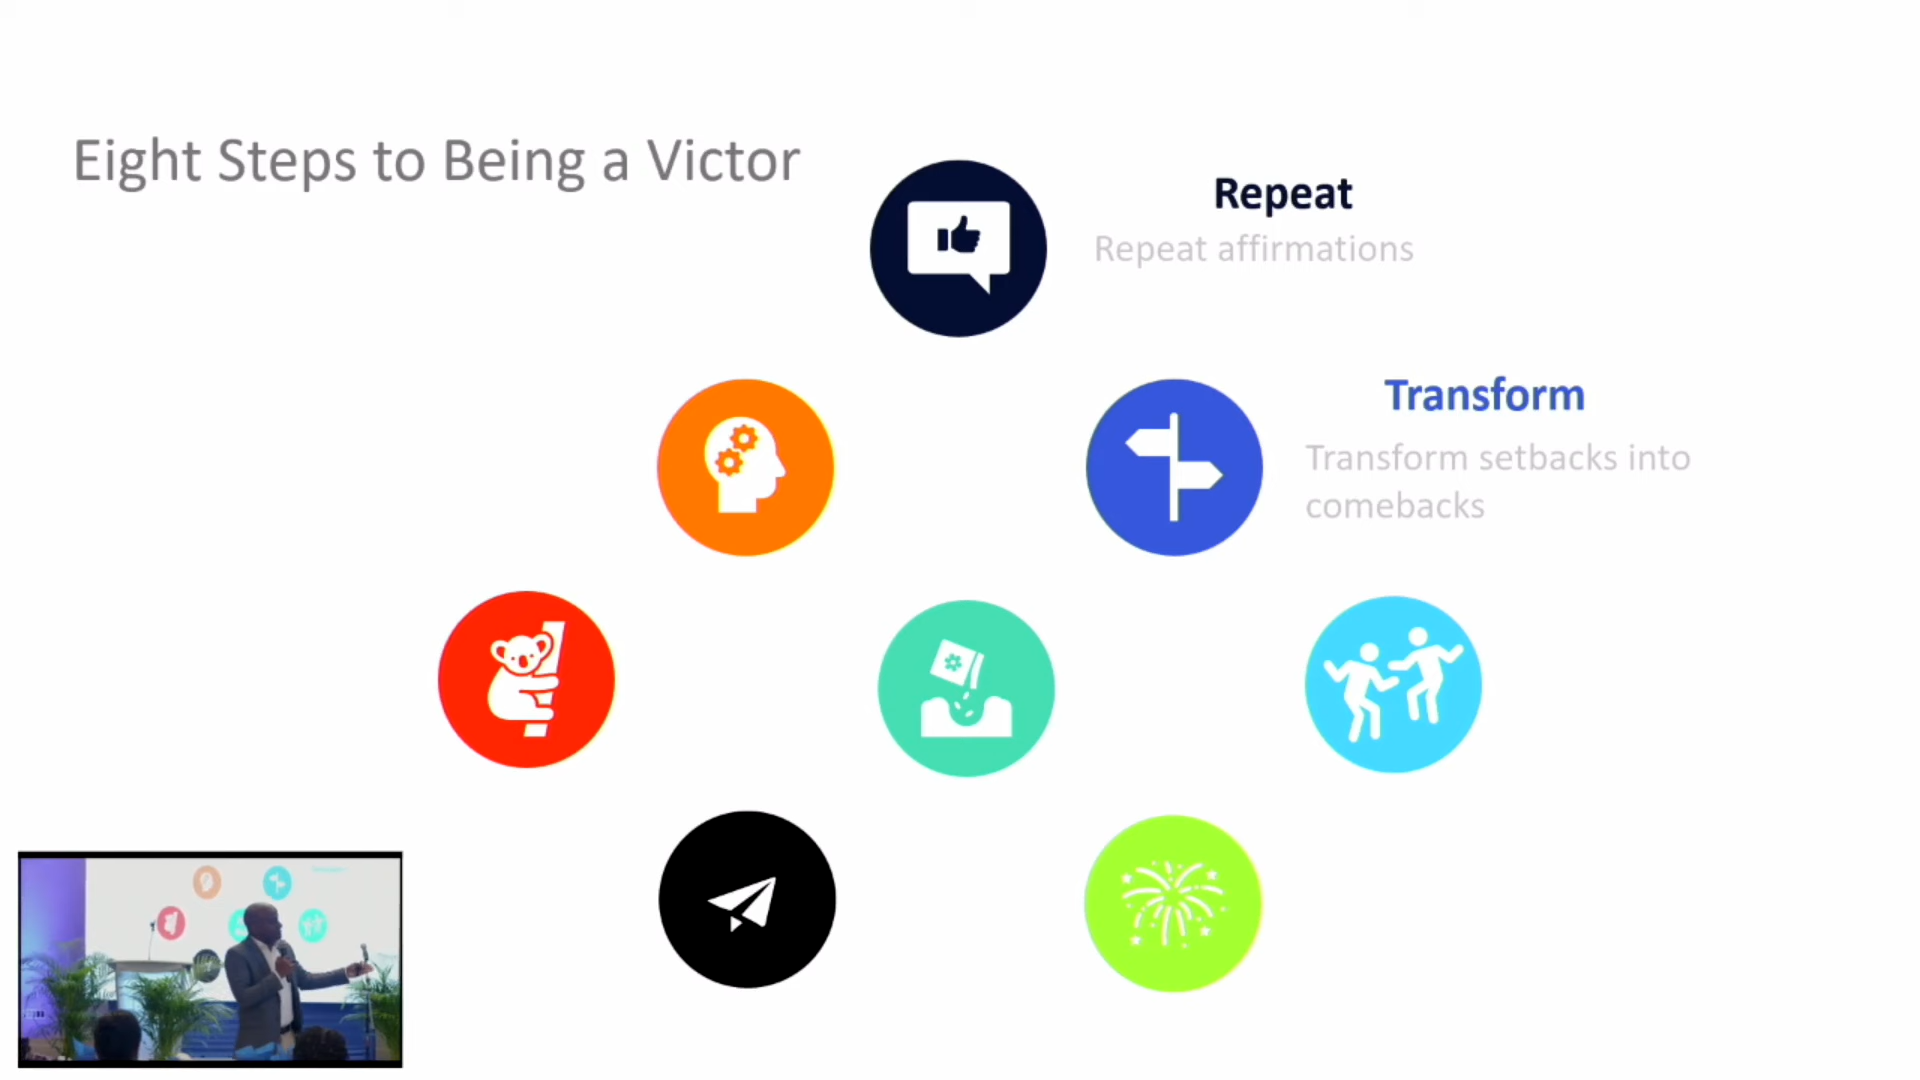 Eight Steps to Being a Victor
Repeat
Repeat affirmations
Transform
Transform setbacks into
comebacks